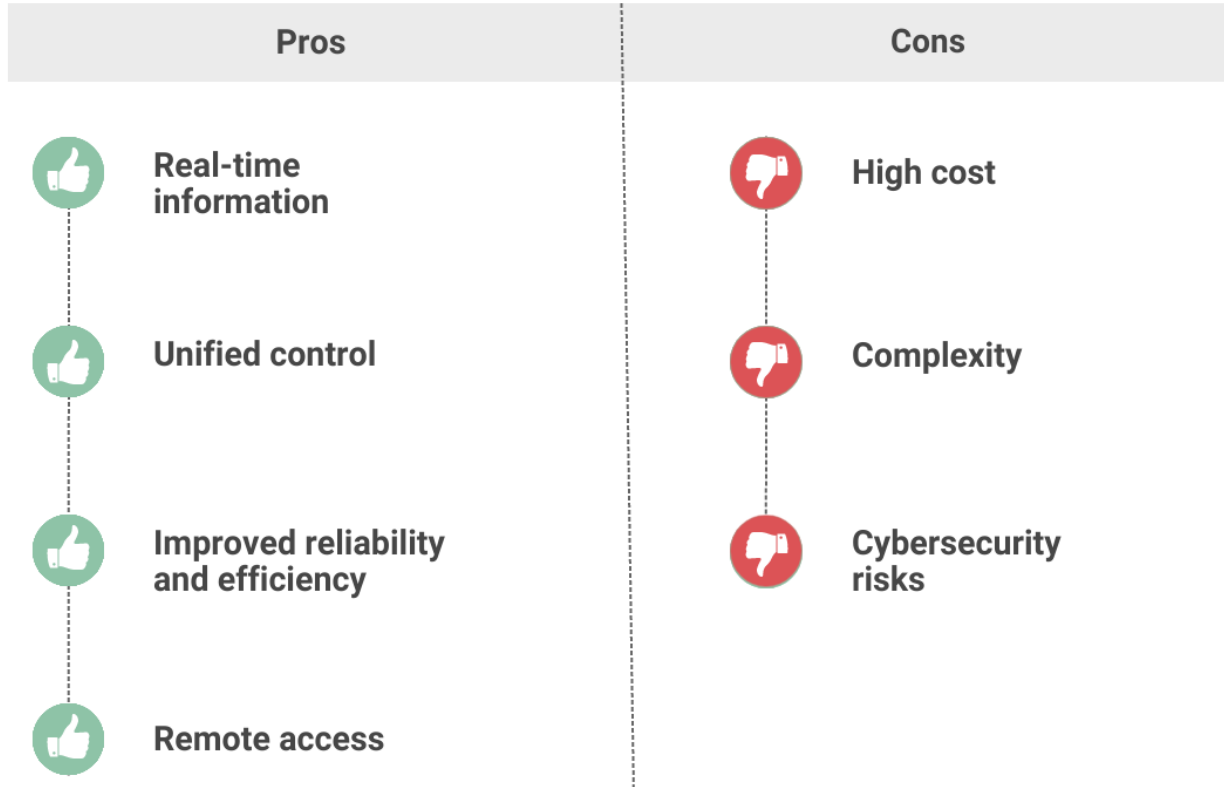 Pros
Cons
Real-time
information
Unified control
Improved reliability
and efficiency
Remote access
High cost
Complexity
Cybersecurity
risks